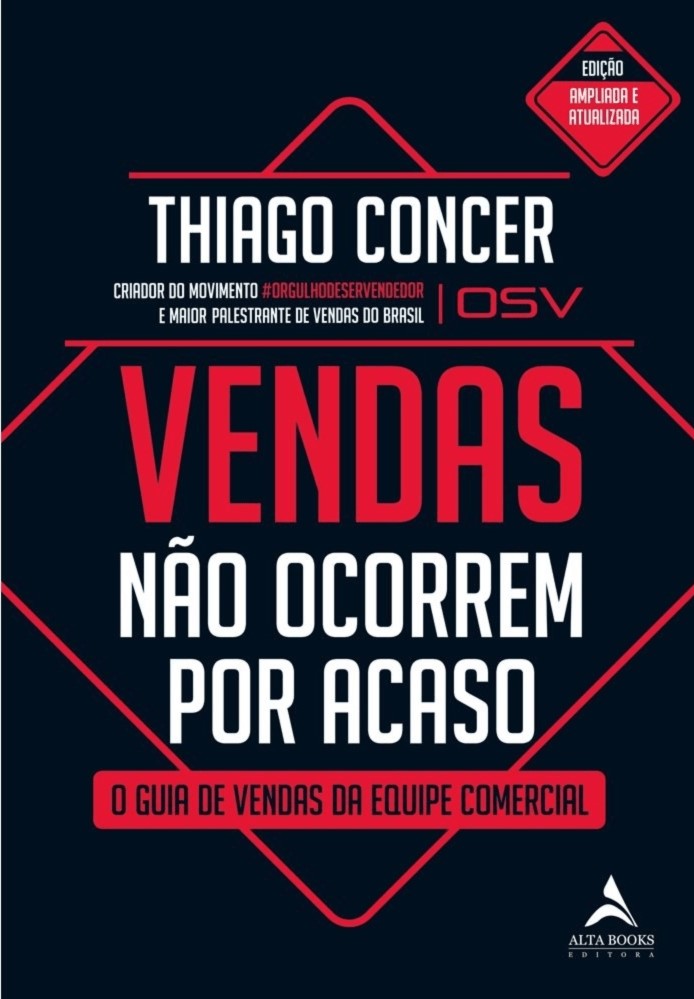 EDIÇÃO
AMPLIADA E
ATUALIZADA
THIAGO CONCER
CRIADOR DO MOVIMENTO #ORGULHODESERVENDEDOR
E MAIOR PALESTRANTE DE VENDAS DO BRASIL
OSV
VENDAS
NÃO OCORREM
POR ACASO
O GUIA DE VENDAS DA EQUIPE COMERCIAL
ALTA BOOKS
EDITORA